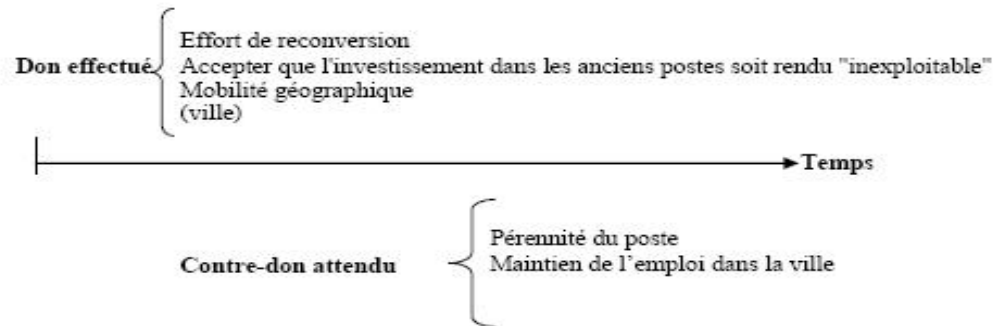 Effort de reconversion
Don effectué Accepter que l'investissement dans les anciens postes soit rendu "inexploitable"
Mobilité géographique
(ville)
Temps
Pérennité du poste
Contre-don attendu Maintien de l'emploi dans la ville